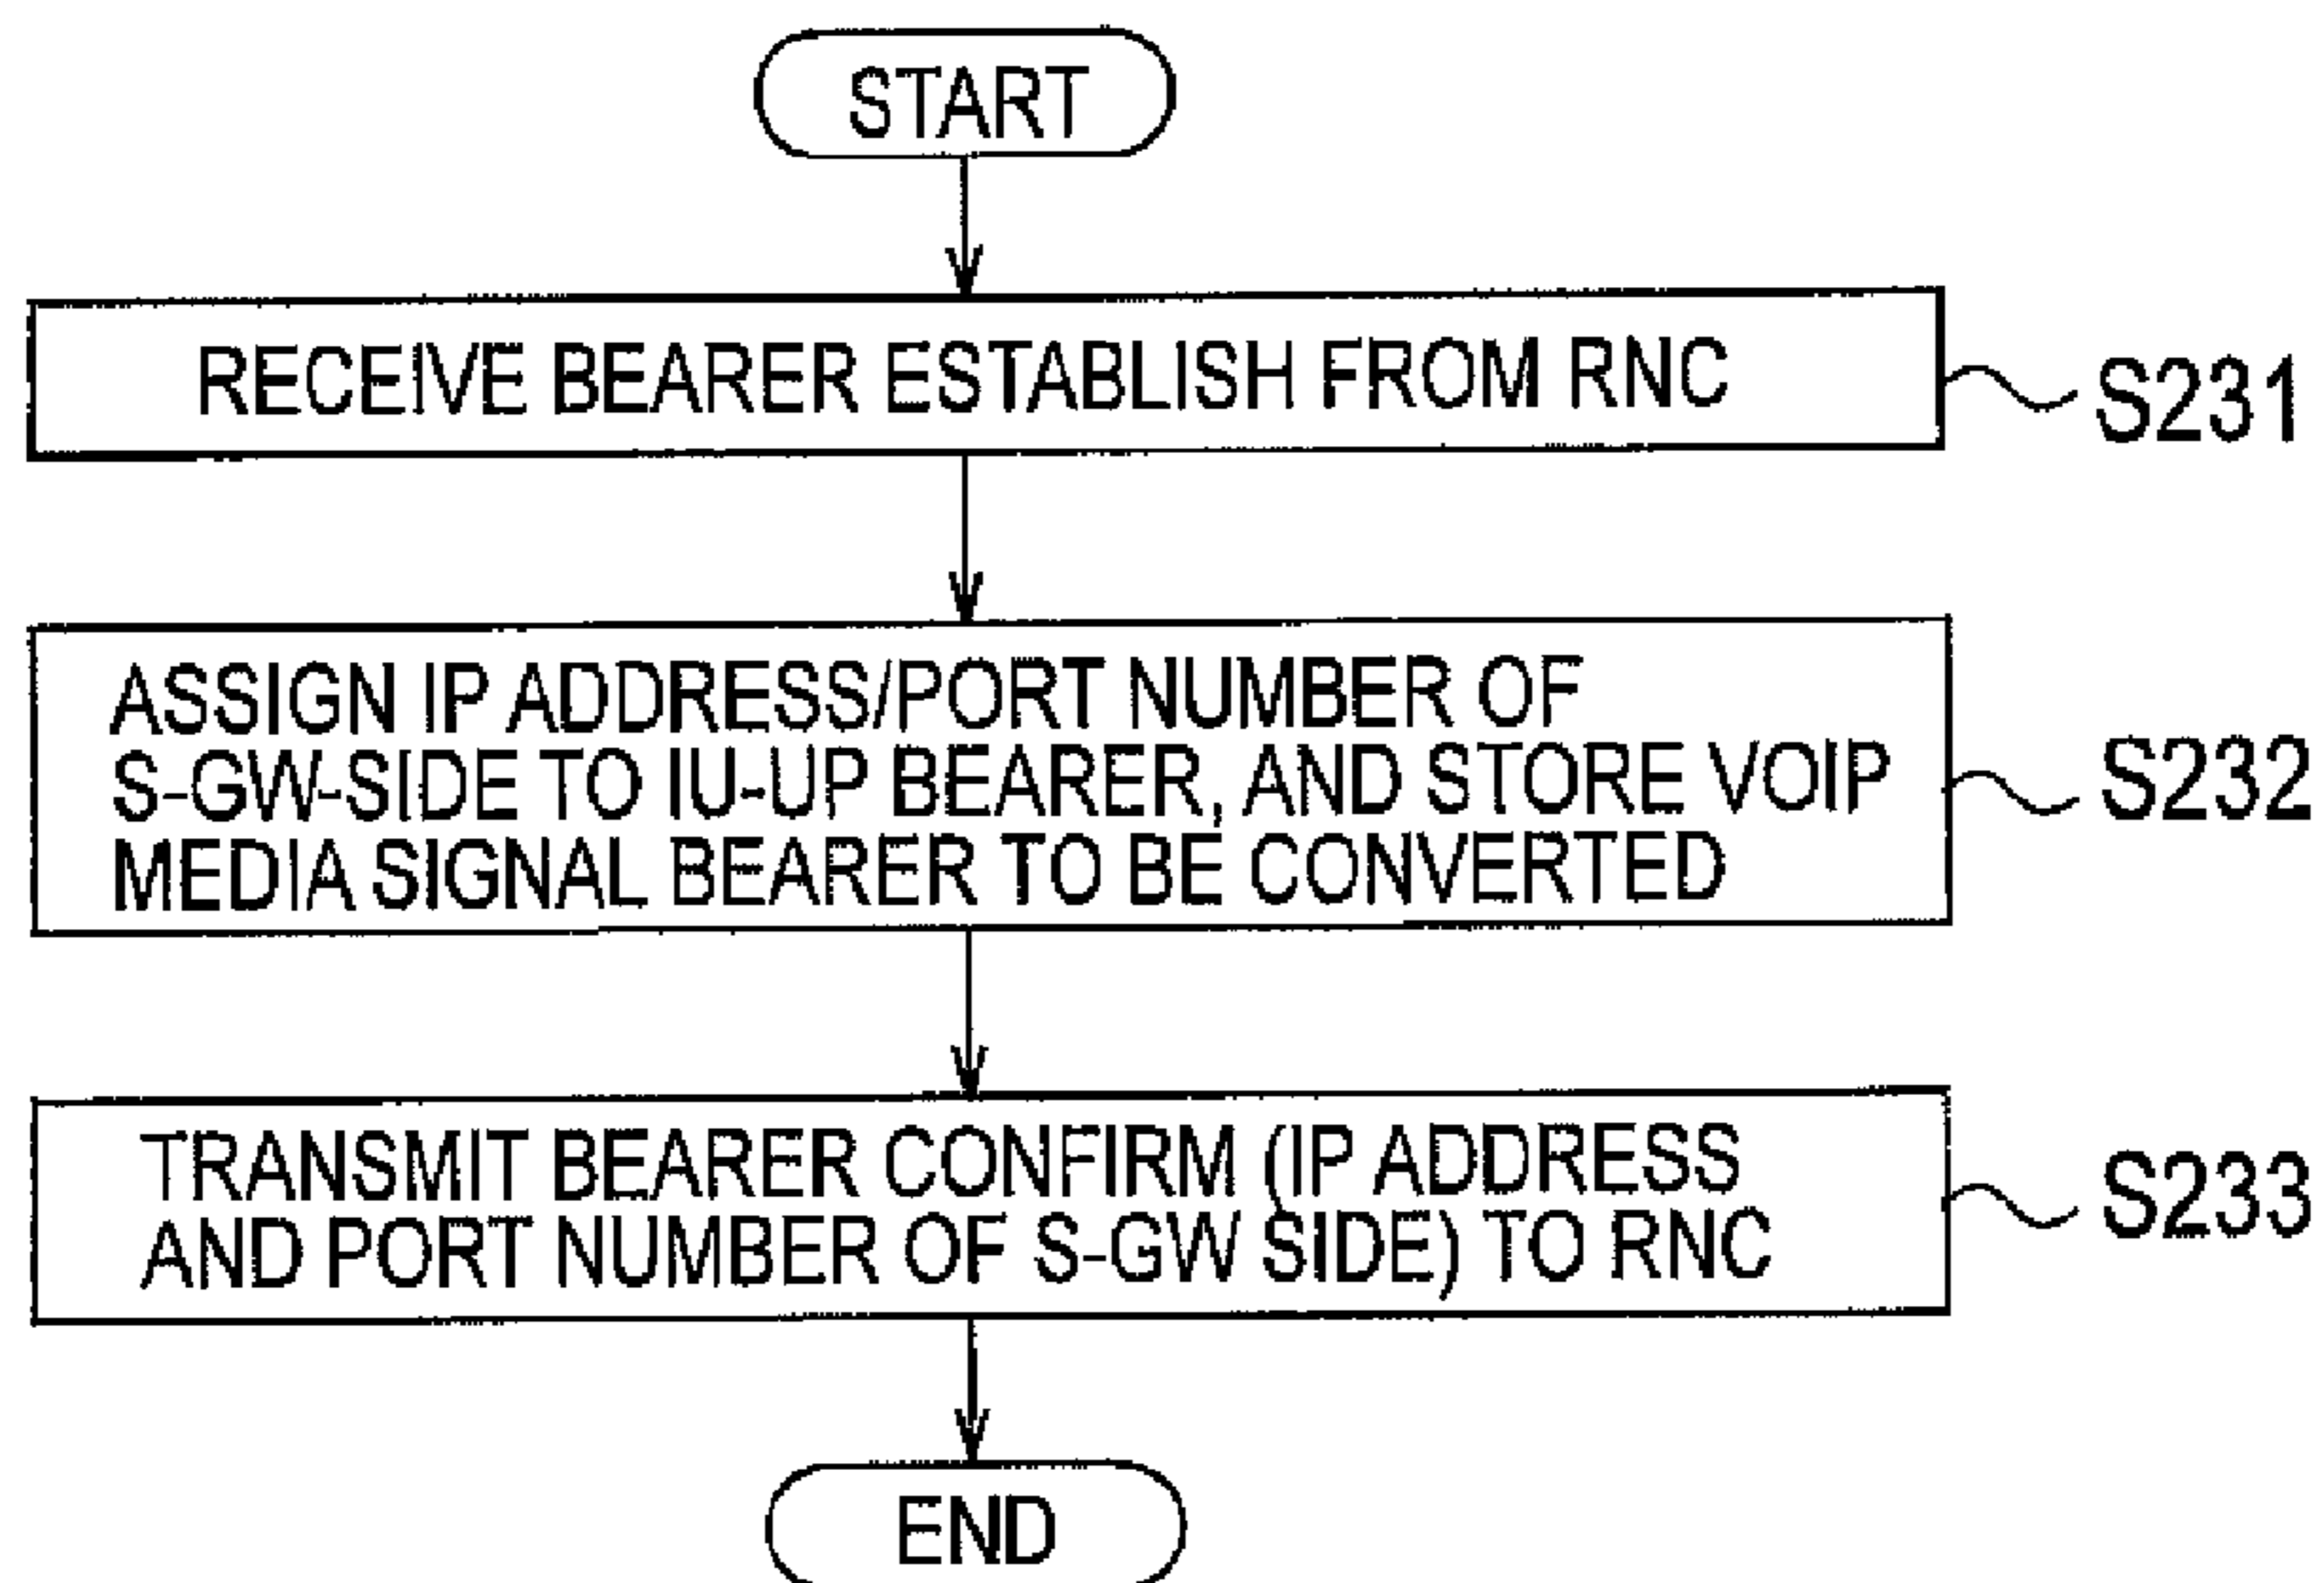 START
RECEIVE BEARER ESTABLISH FROM RNC
S231
ASSIGN IP ADDRESS/PORT NUMBER OF
S-GW-SIDE TO IU-UP BEARER, AND STORE VOIP
MEDIA SIGNAL BEARER TO BE CONVERTED
S232
TRANSMIT BEARER CONFIRM (IP ADDRESS
AND PORT NUMBER OF S-GW SIDE) TO RNC
S233
END